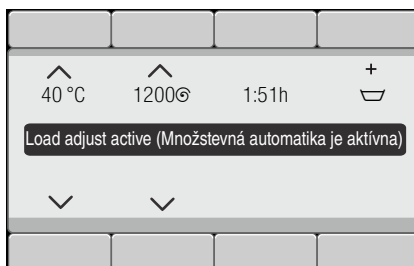 40 °C 1200 1:51h +
Load adjust active (Množstevná automatika je aktívna)